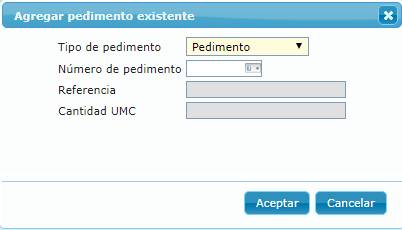 Agregar pedimento existente
Tipo de pedimento Pedimento
Número de pedimento
Referencia
Cantidad UMC
Aceptar Cancelar